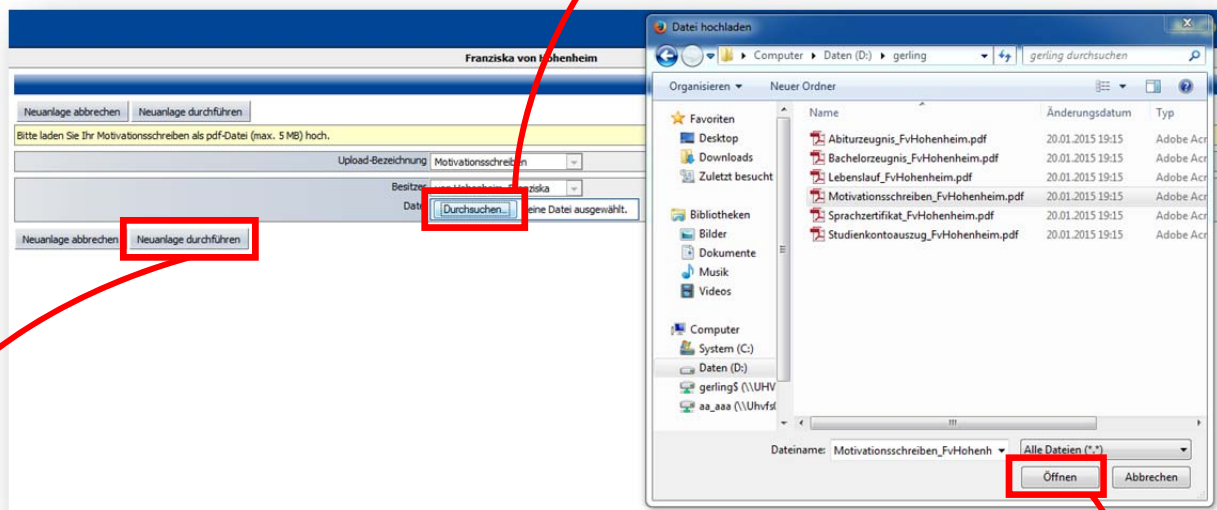 Franziska von Hohenheim
Neuanlage abbrechen Neuanlage durchführen
Bitte laden Sie Ihr Motivationsschreiben als pdf-Datei (max. 5 MB) hoch.
Upload-Bezeichnung Motivationsschreiben
Besitzer von Hohenheim, Franziska
Datei Durchsuchen... Keine Datei ausgewählt.
Neuanlage abbrechen Neuanlage durchführen
Datei hochladen
Computer Daten (D:) gerling gerling durchsuchen
Organisieren Neuer Ordner
Favoriten
Desktop
Downloads
Zuletzt besucht
Bibliotheken
Bilder
Dokumente
Musik
Videos
Computer
System (C:)
Daten (D:)
gerling$ (\\UHV
aa_aaa (\\Uhvfs
Name Änderungsdatum Typ
Abiturzeugnis_FvHohenheim.pdf 20.01.2015 19:15 Adobe Acr
Bachelorzeugnis_FvHohenheim.pdf 20.01.2015 19:15 Adobe Acr
Lebenslauf_FvHohenheim.pdf 20.01.2015 19:15 Adobe Acr
Motivationsschreiben_FvHohenheim.pdf 20.01.2015 19:15 Adobe Acr
Sprachzertifikat_FvHohenheim.pdf 20.01.2015 19:15 Adobe Acr
Studienkontoauszug_FvHohenheim.pdf 20.01.2015 19:15 Adobe Acr
Dateiname: Motivationsschreiben_FvHohenh Alle Dateien (*.*)
Öffnen Abbrechen